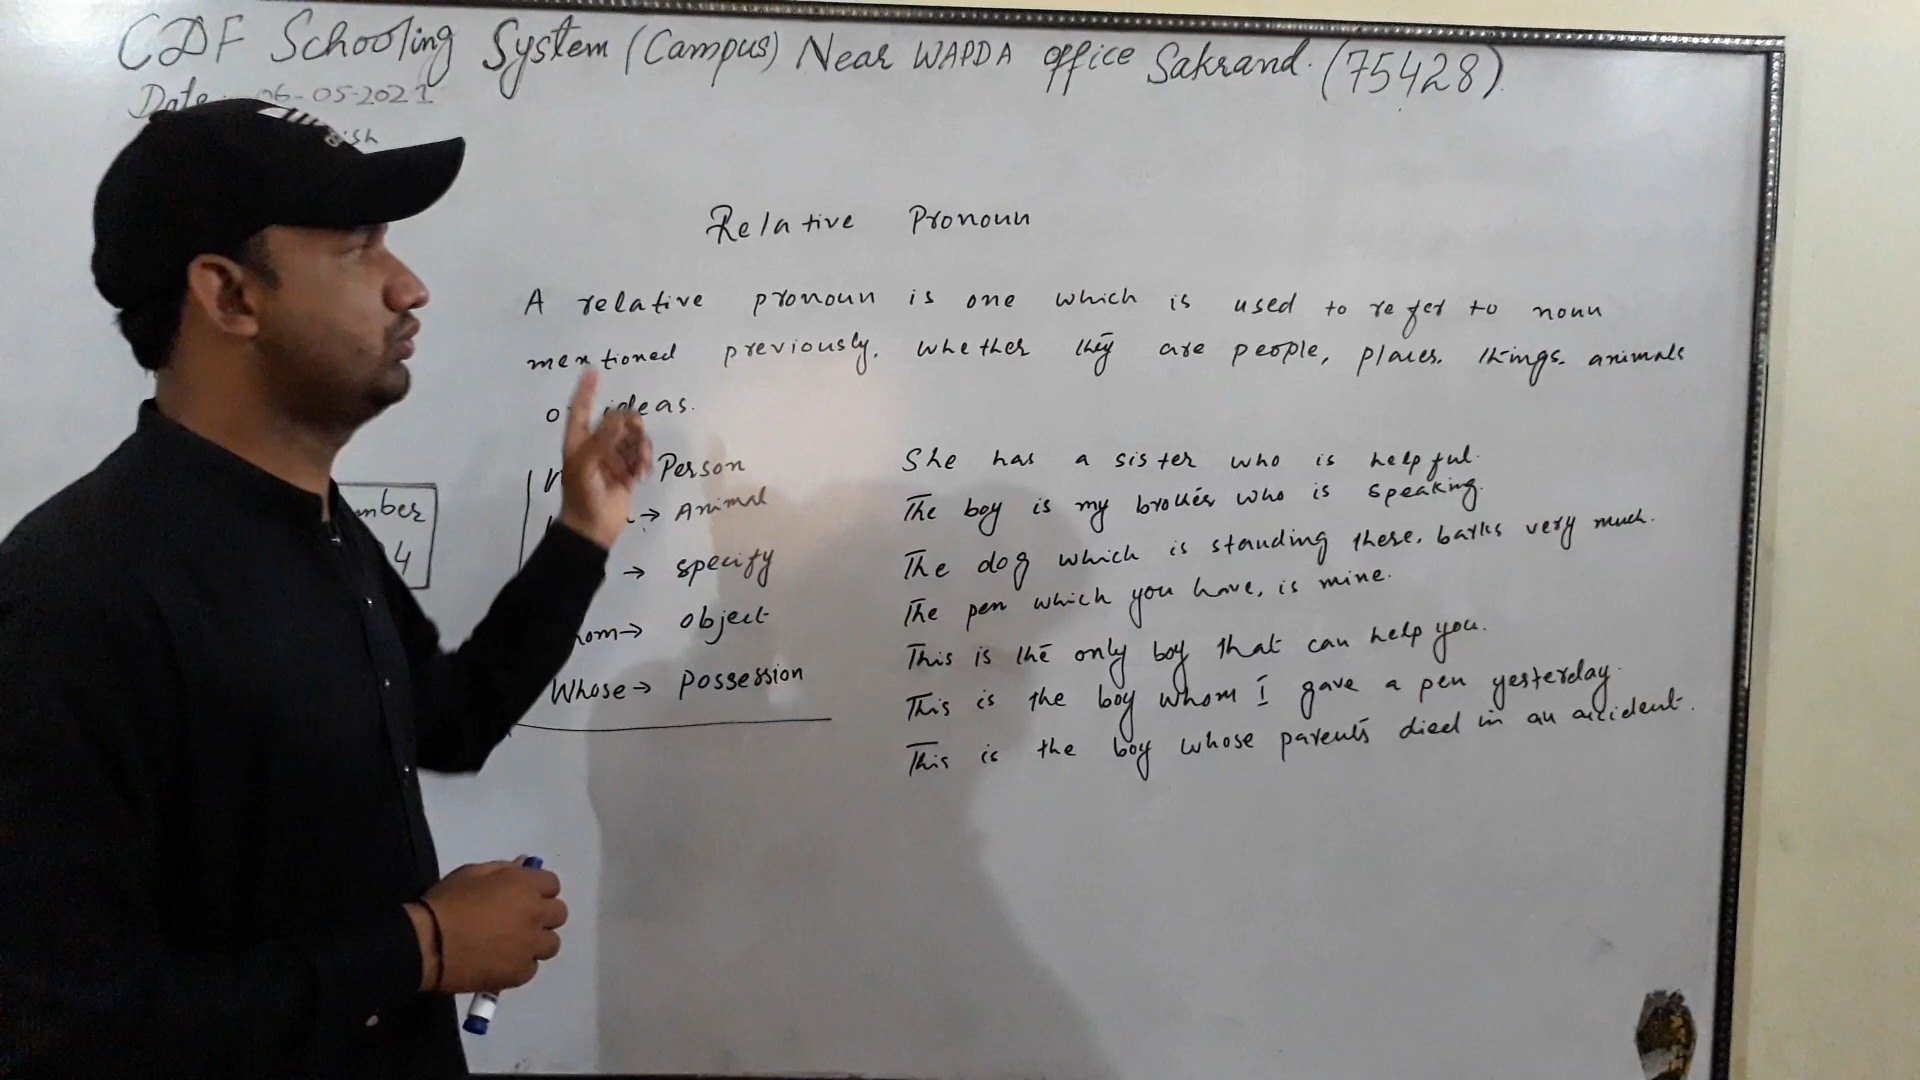 CDF Schooling System (Campus) Near WAPDA office Sakrand. (75428).
Date: 06-05-2021
Relative Pronoun
A relative pronoun is one which is used to refer to noun
mentioned previously, whether they are people, places, things, animals
ideas.
Person
→ Animal
→ specify
→ object
Whose → Possession
4
She has a sister who is helpful.
The boy is my brother who is speaking.
The dog which is standing there, barks very much.
The pen which you have, is mine.
This is the only boy that can help you.
This is the boy whom I gave a pen yesterday.
This is the boy whose parents died in an accident.